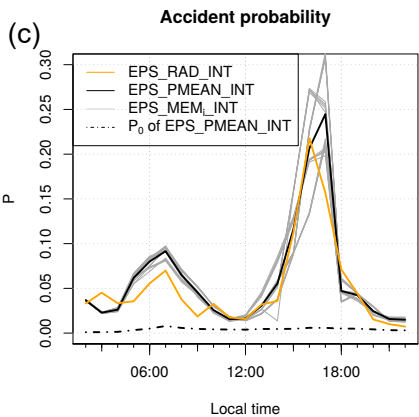 Accident probability
(c)
EPS_RAD_INT
EPS_PMEAN_INT
EPS_MEMi_INT
P0 of EPS_PMEAN_INT
P
0.30
0.25
0.20
0.15
0.10
0.05
0.00
06:00 12:00 18:00
Local time